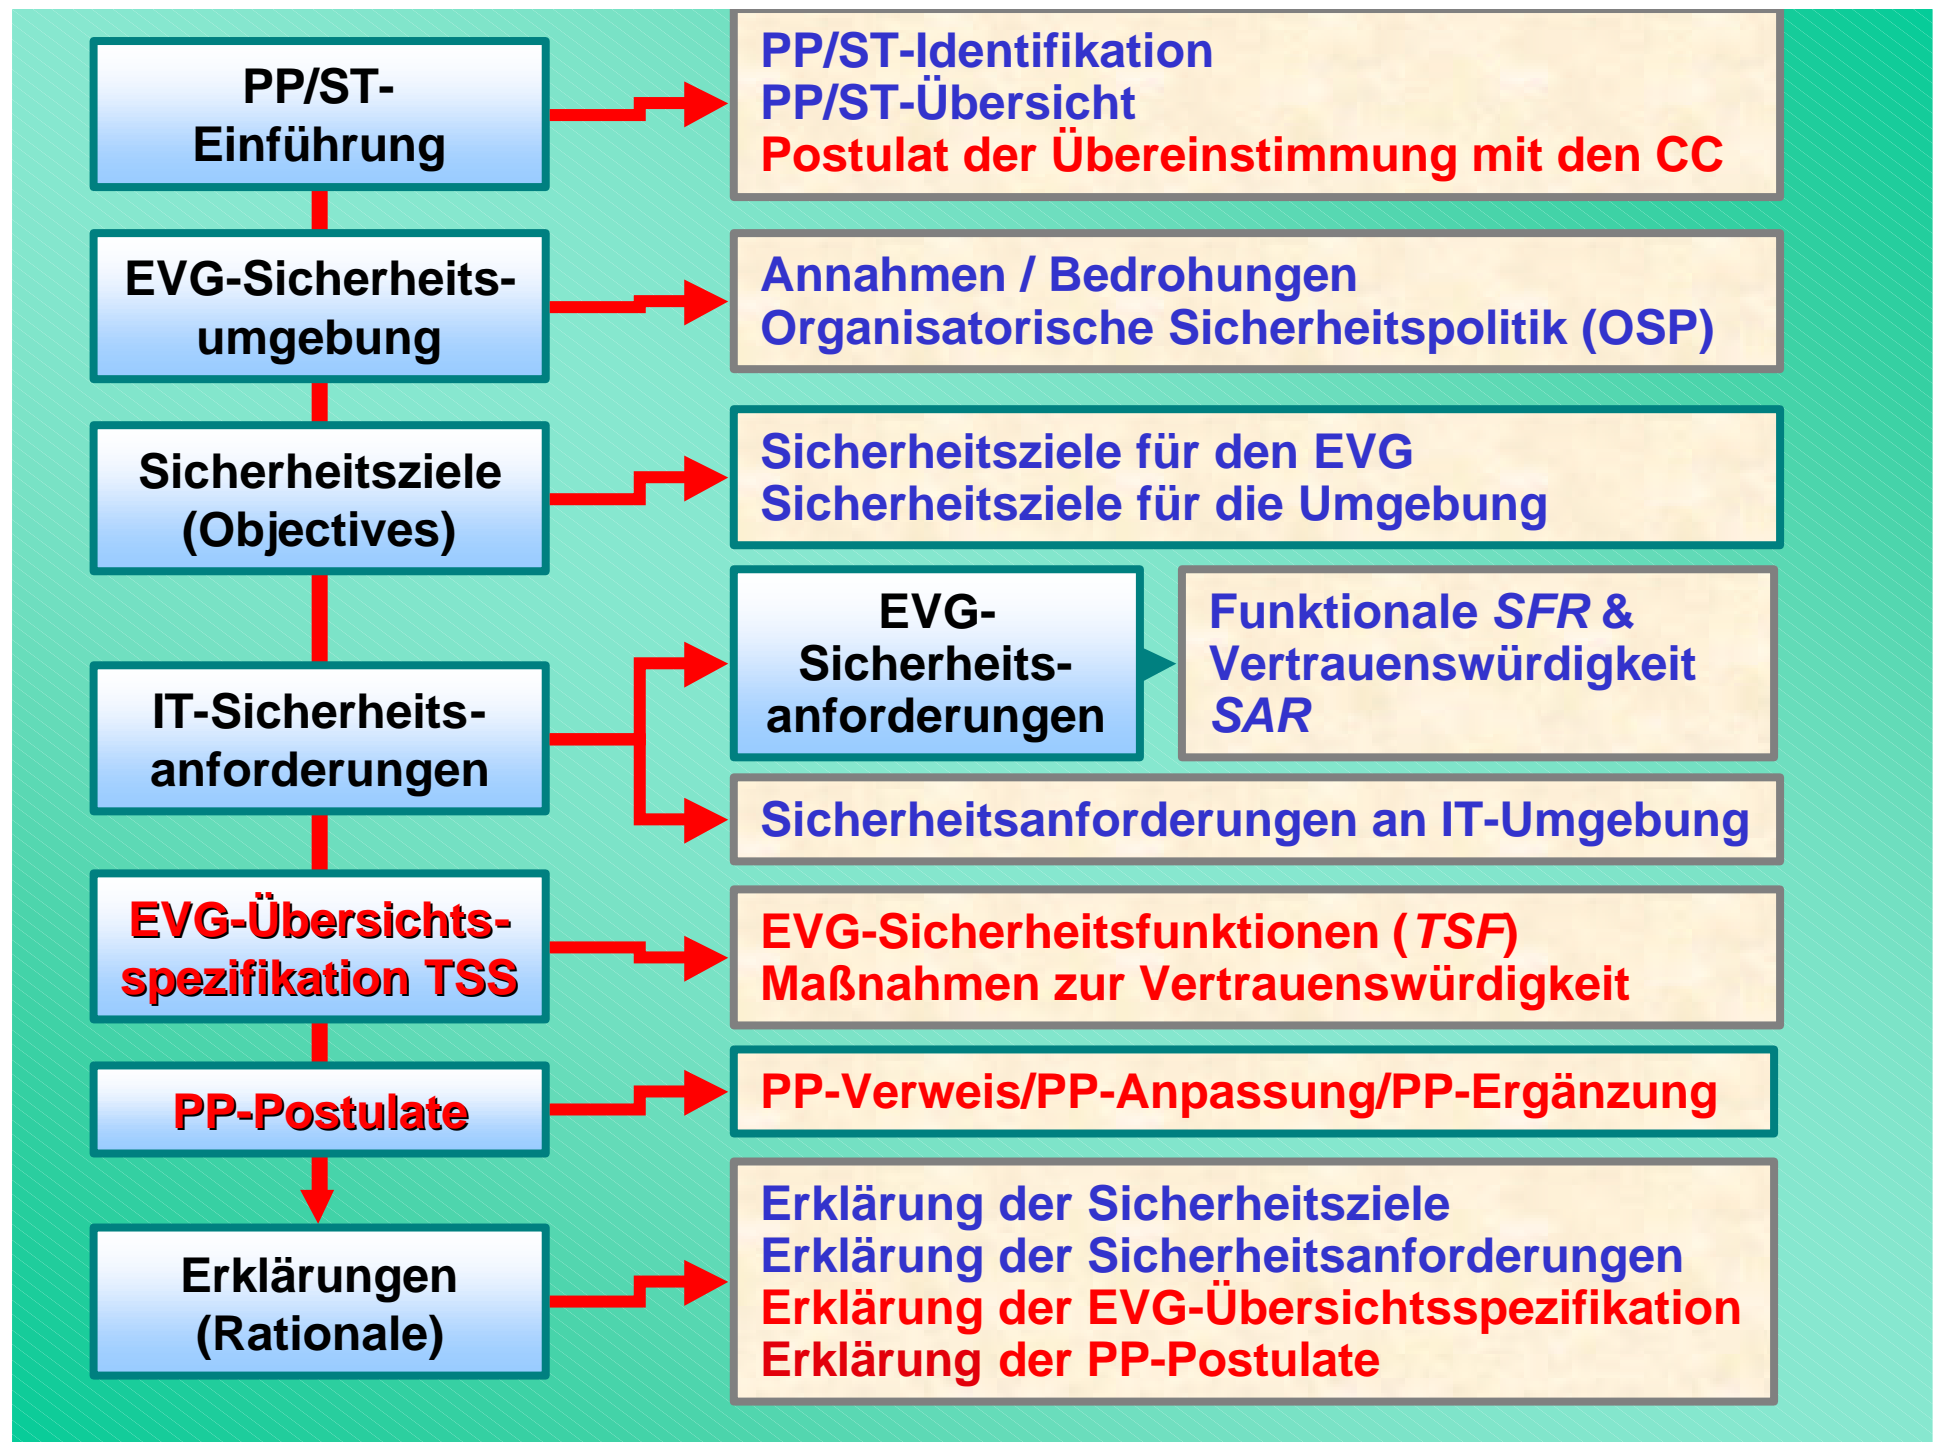 PP/ST-
Einführung
PP/ST-Identifikation
PP/ST-Übersicht
Postulat der Übereinstimmung mit den CC
EVG-Sicherheits-
umgebung
Annahmen / Bedrohungen
Organisatorische Sicherheitspolitik (OSP)
Sicherheitsziele
(Objectives)
Sicherheitsziele für den EVG
Sicherheitsziele für die Umgebung
IT-Sicherheits-
anforderungen
EVG-
Sicherheits-
anforderungen
Funktionale SFR &
Vertrauenswürdigkeit
SAR
Sicherheitsanforderungen an IT-Umgebung
EVG-Übersichts-
spezifikation TSS
EVG-Sicherheitsfunktionen (TSF)
Maßnahmen zur Vertrauenswürdigkeit
PP-Postulate
PP-Verweis/PP-Anpassung/PP-Ergänzung
Erklärungen
(Rationale)
Erklärung der Sicherheitsziele
Erklärung der Sicherheitsanforderungen
Erklärung der EVG-Übersichtsspezifikation
Erklärung der PP-Postulate